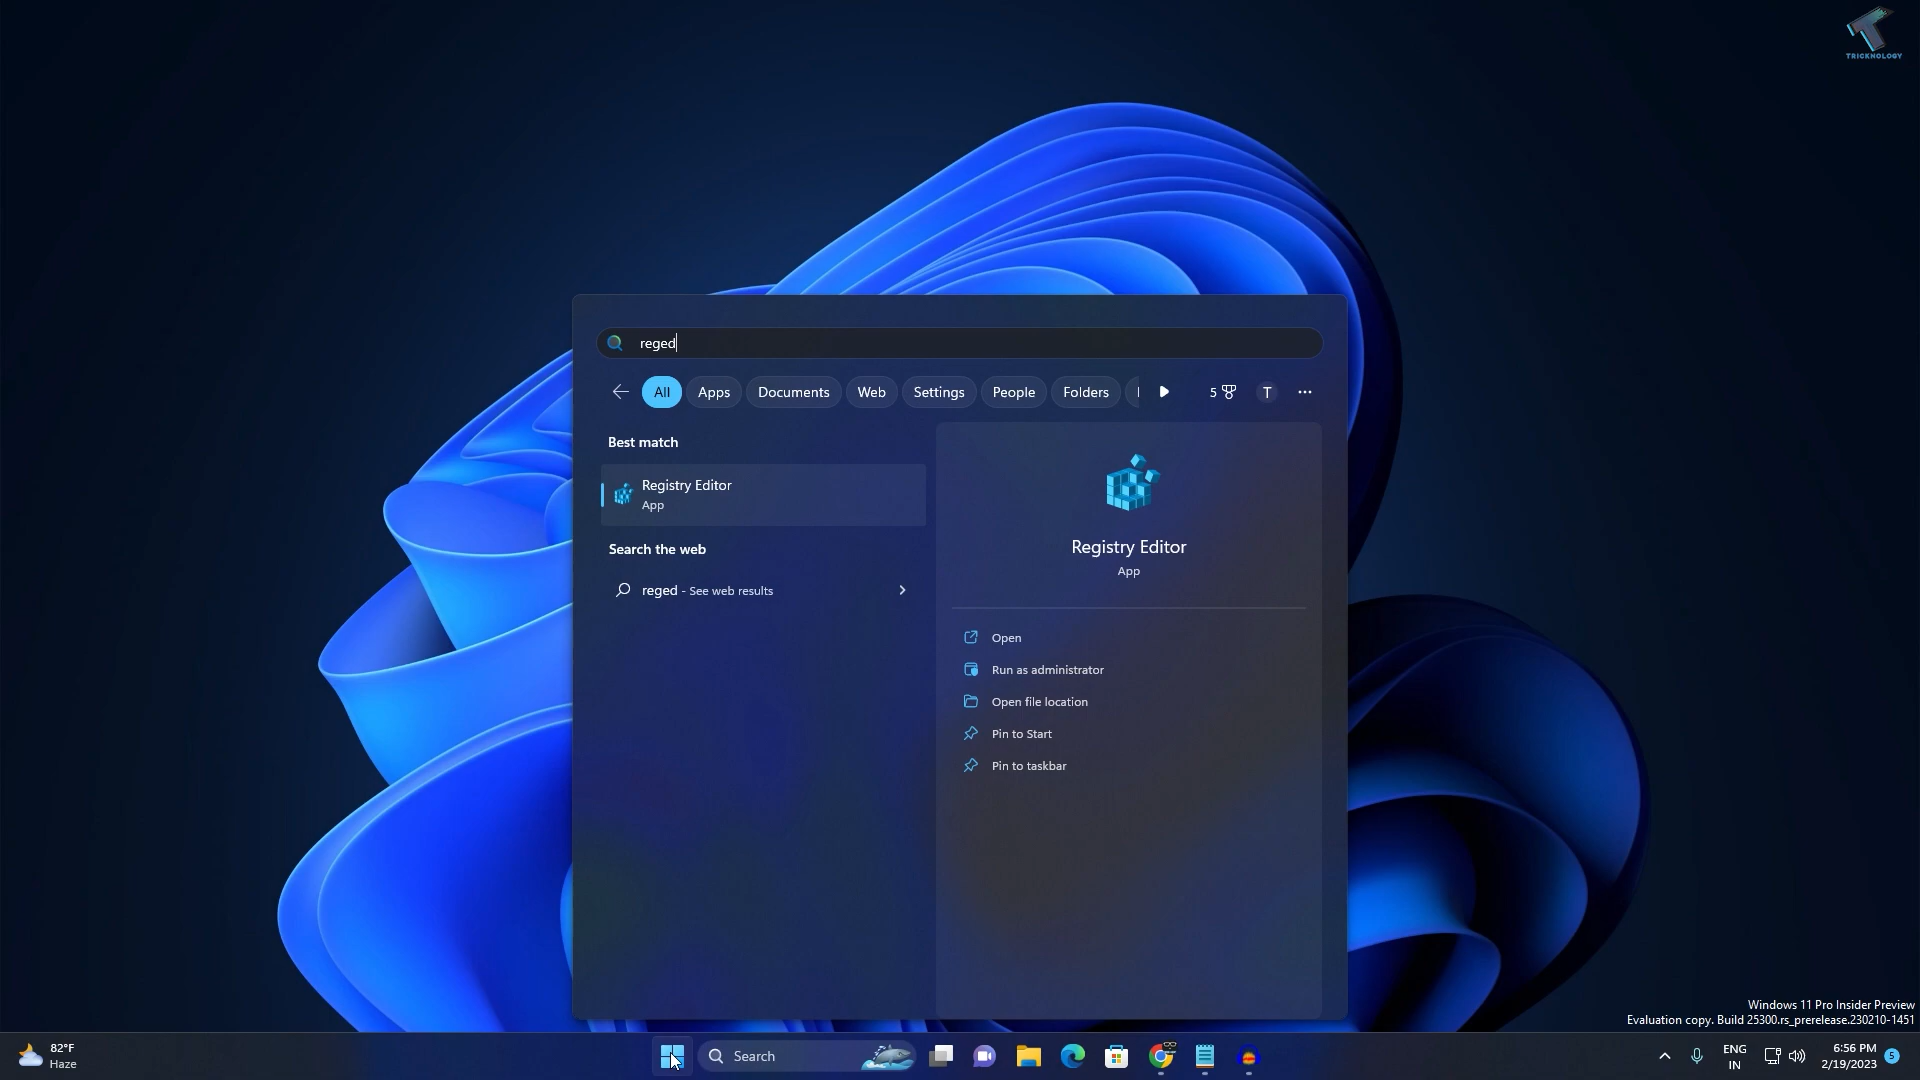 TRICKNOLOGY
reged
All Apps Documents Web Settings People Folders 5 T ...
Best match
Registry Editor
App
Search the web
reged - See web results
Registry Editor
App
Open
Run as administrator
Open file location
Pin to Start
Pin to taskbar
Windows 11 Pro Insider Preview
Evaluation copy. Build 25300.rs_prerelease.230210-1451
82°F
Haze
Search
ENG
IN
6:56 PM
2/19/2023
5